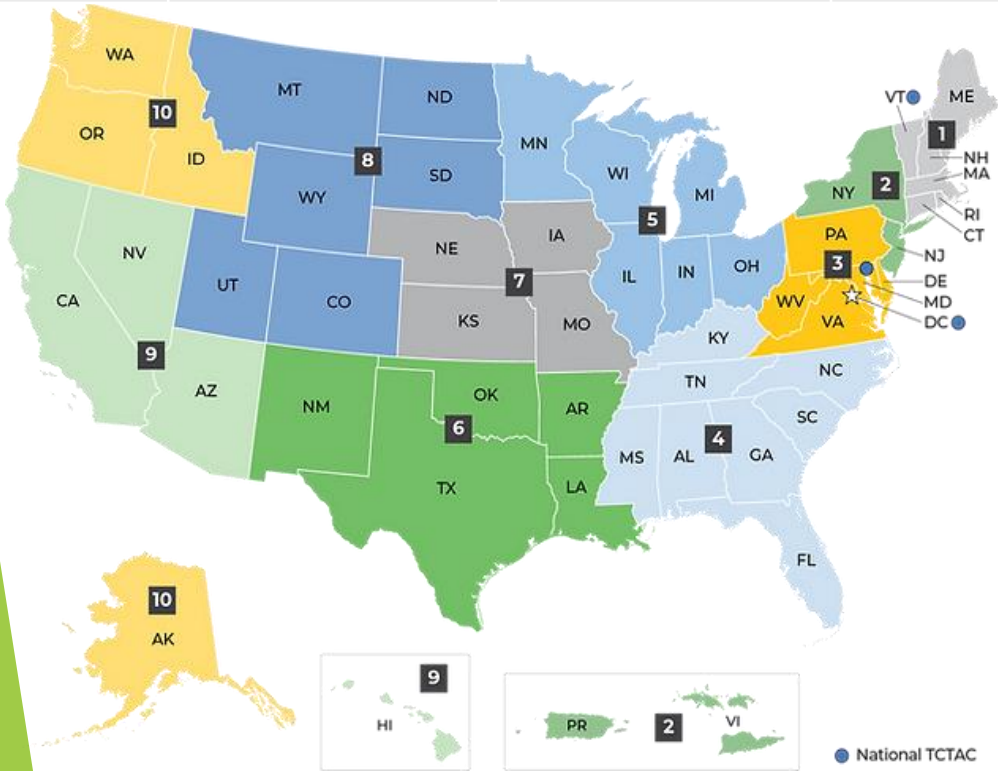 WA
MT
ND
10
OR
ID
8
MN
VT
ME
1
SD
WI
MI
NH
MA
WY
2
NY
5
RI
CT
NE
IA
PA
NV
NJ
3
OH
IL
IN
UT
7
DE
CA
CO
WV
MD
KS
MO
VA
DC
KY
9
NC
TN
AZ
OK
NM
AR
SC
6
4
MS
AL
GA
TX
LA
FL
10
AK
9
HI
PR
2
VI
National TCTAC